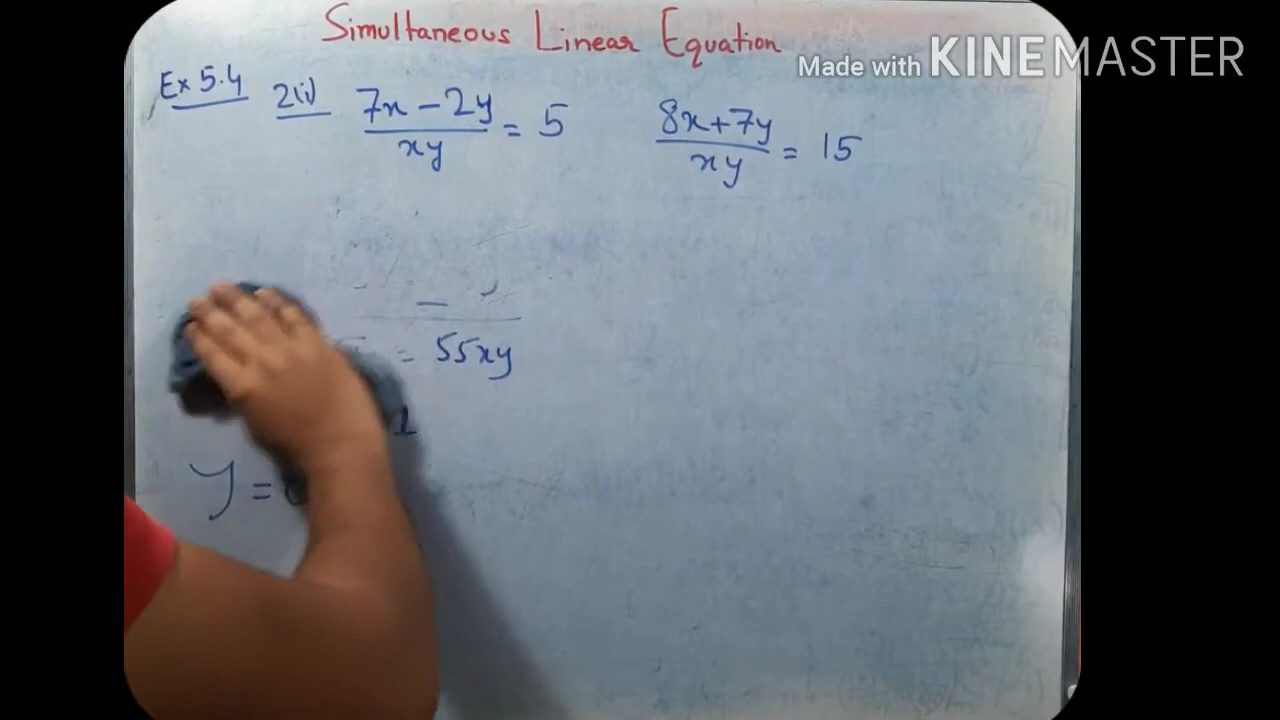 Simultaneous Linear Equation
Made with KINEMASTER
Ex 5.4 2(i) 7x - 2y / xy = 5 8x + 7y / xy = 15
= 55xy
y =